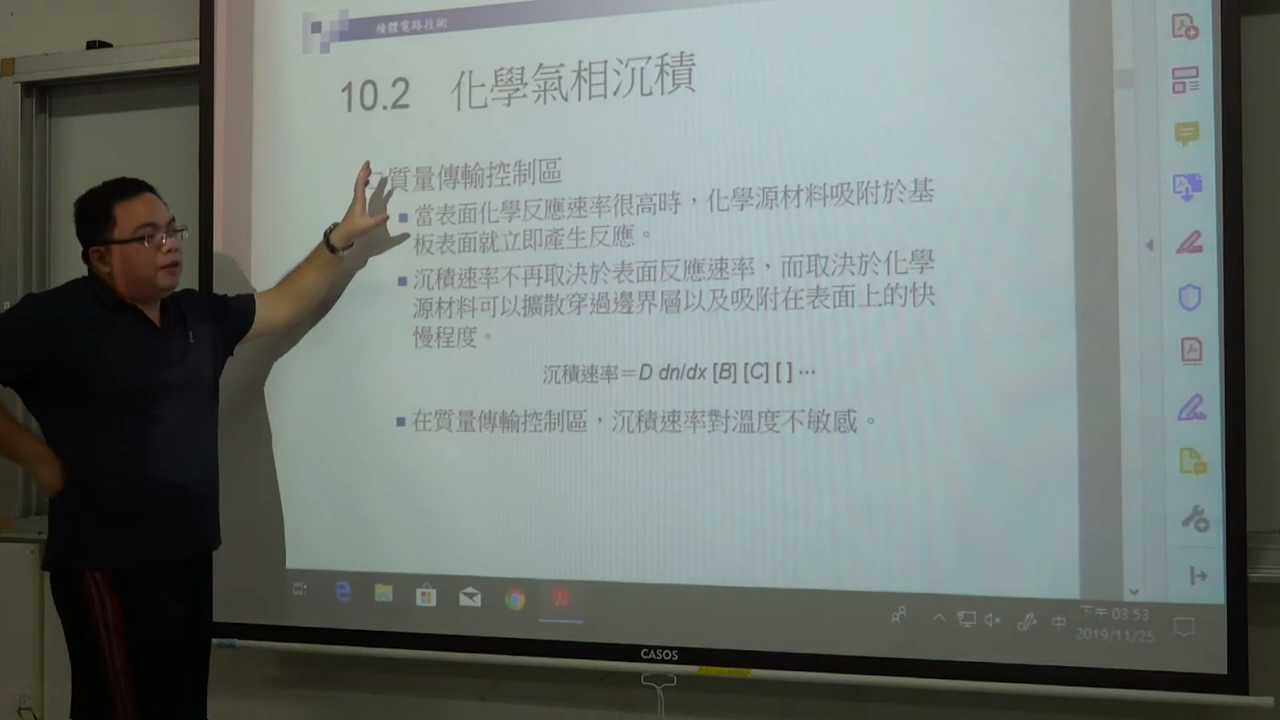 積體電路技術
10.2 化學氣相沉積
質量傳輸控制區
當表面化學反應速率很高時，化學源材料吸附於基
板表面就立即產生反應。
沉積速率不再取決於表面反應速率，而取決於化學
源材料可以擴散穿過邊界層以及吸附在表面上的快
慢程度。
沉積速率＝D dn/dx [B] [C] [ ] ⋯
在質量傳輸控制區，沉積速率對溫度不敏感。
中
下午 03:53
2019/11/25
CASOS